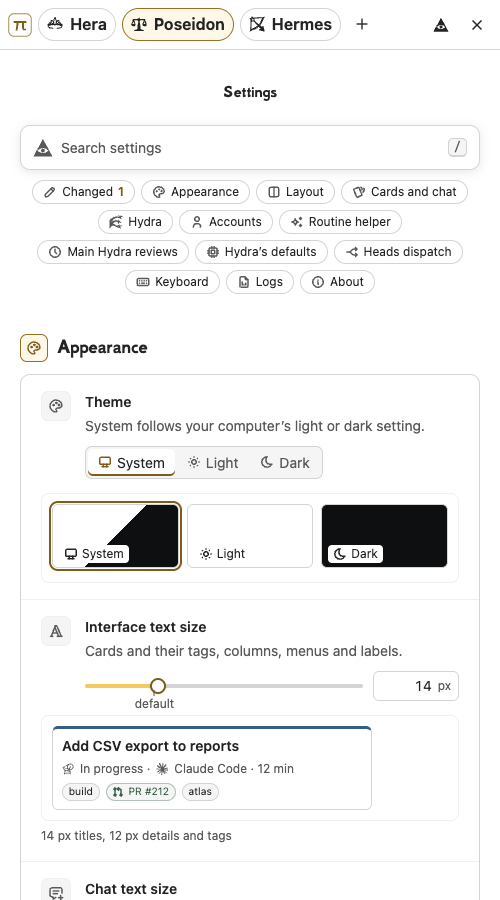 π Hera Poseidon Hermes +
Settings
Search settings /
Changed 1 Appearance Layout Cards and chat
Hydra Accounts Routine helper
Main Hydra reviews Hydra’s defaults Heads dispatch
Keyboard Logs About
Appearance
Theme
System follows your computer’s light or dark setting.
System Light Dark
System Light Dark
Interface text size
Cards and their tags, columns, menus and labels.
14 px
default
Add CSV export to reports
In progress · Claude Code · 12 min
build PR #212 atlas
14 px titles, 12 px details and tags
Chat text size